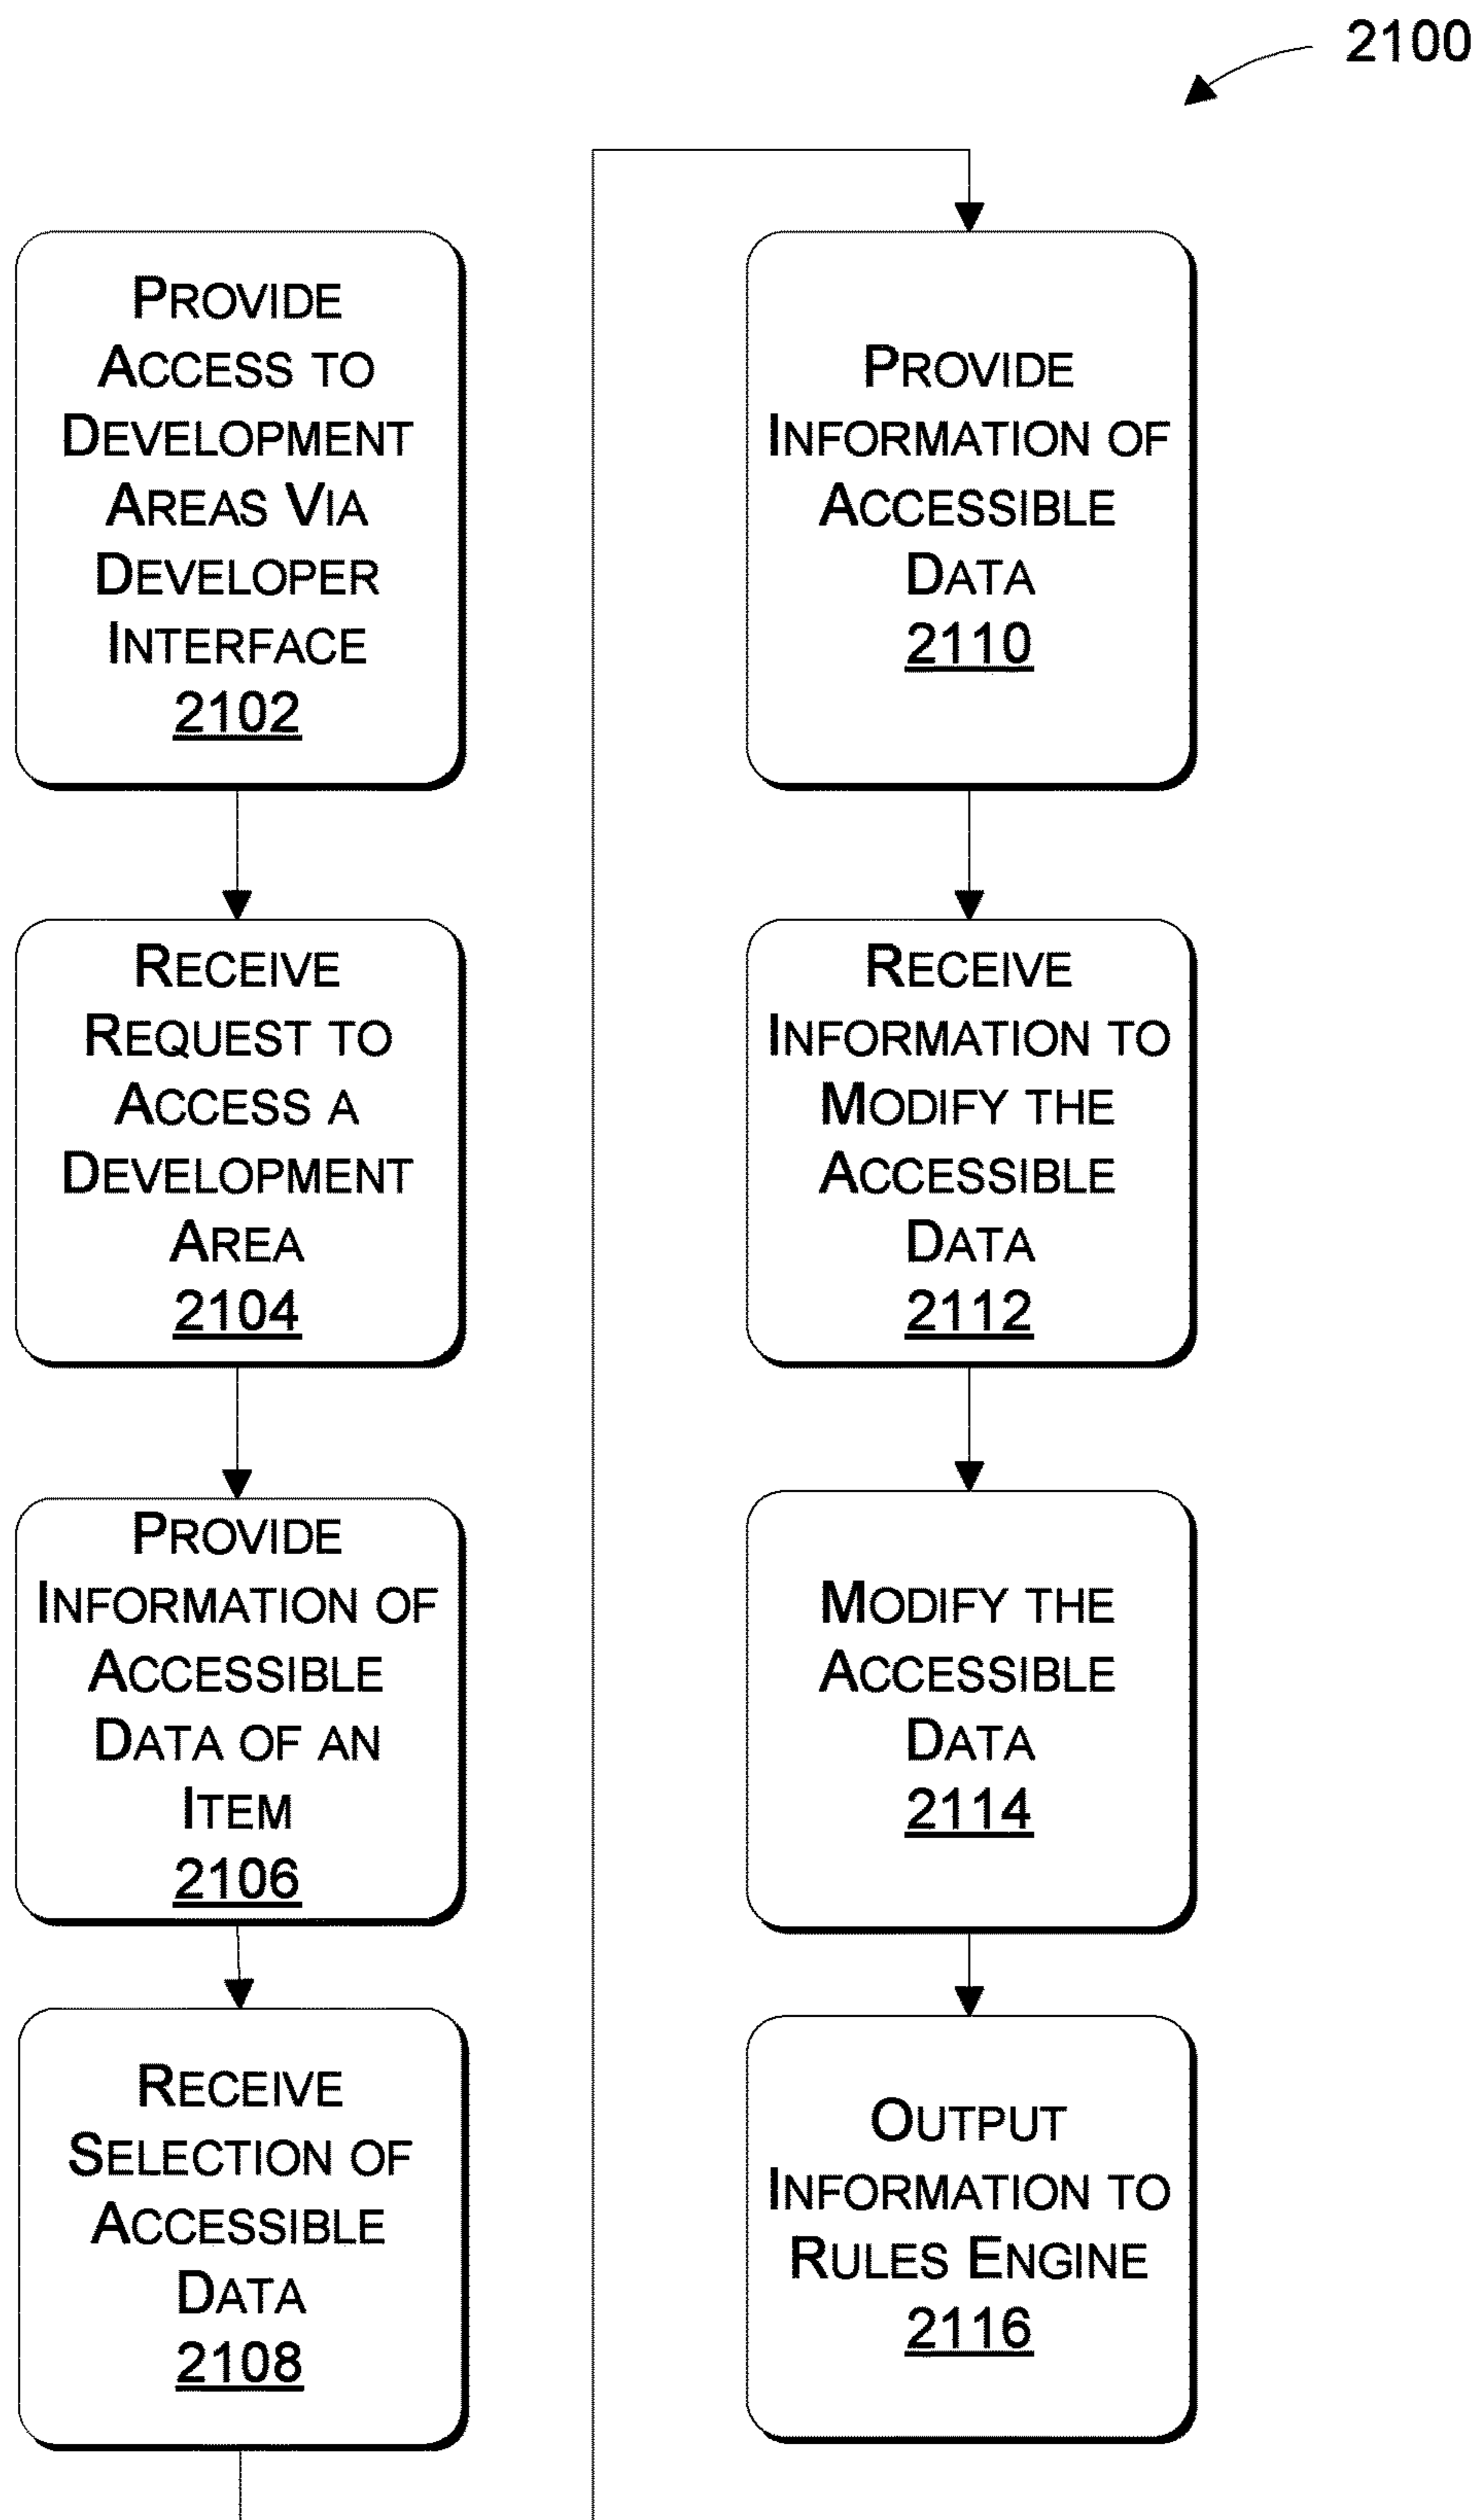 2100
PROVIDE
ACCESS TO
DEVELOPMENT
AREAS VIA
DEVELOPER
INTERFACE
2102
RECEIVE
REQUEST TO
ACCESS A
DEVELOPMENT
AREA
2104
PROVIDE
INFORMATION OF
ACCESSIBLE
DATA OF AN
ITEM
2106
RECEIVE
SELECTION OF
ACCESSIBLE
DATA
2108
PROVIDE
INFORMATION OF
ACCESSIBLE
DATA
2110
RECEIVE
INFORMATION TO
MODIFY THE
ACCESSIBLE
DATA
2112
MODIFY THE
ACCESSIBLE
DATA
2114
OUTPUT
INFORMATION TO
RULES ENGINE
2116